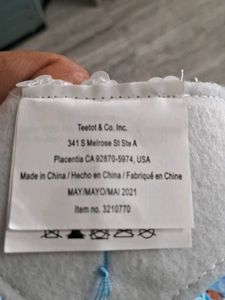 Teetot & Co. Inc.
341 S Melrose St Ste A
Placentia CA 92870-5974, USA
Made in China / Hecho en China / Fabriqué en Chine
MAY/MAYO/MAI 2021
Item no. 3210770